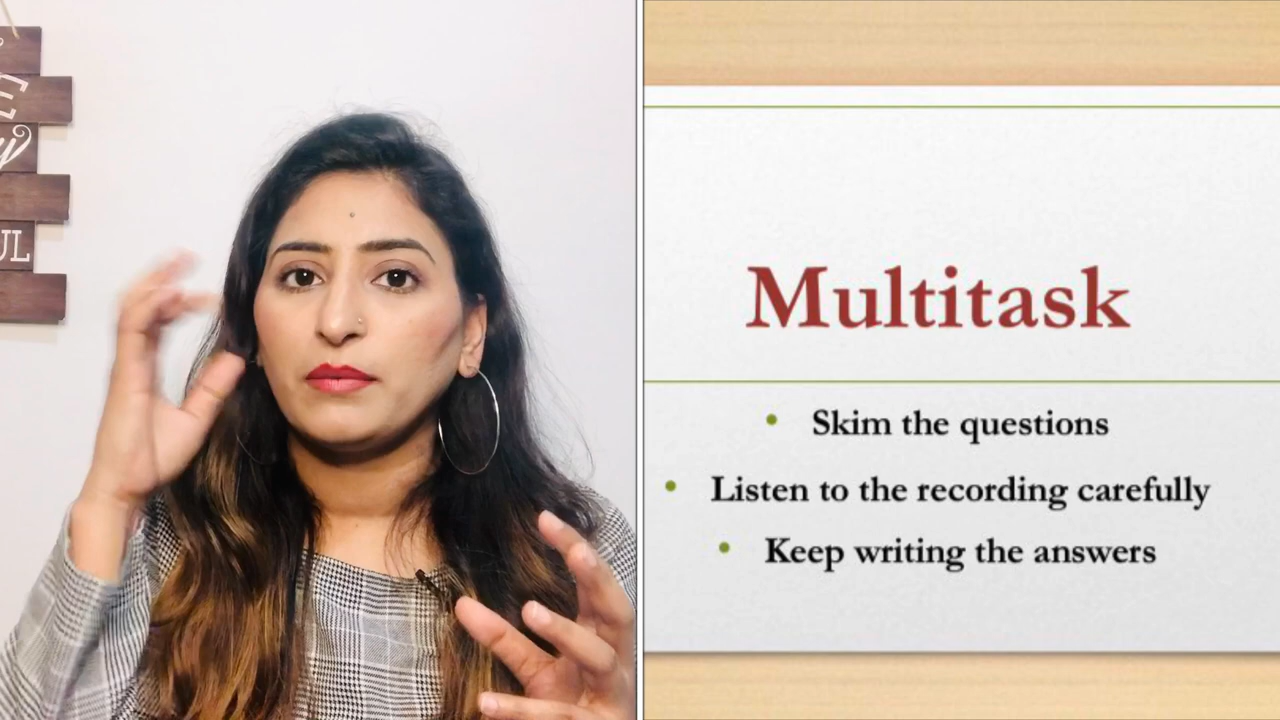 Multitask
• Skim the questions
• Listen to the recording carefully
• Keep writing the answers